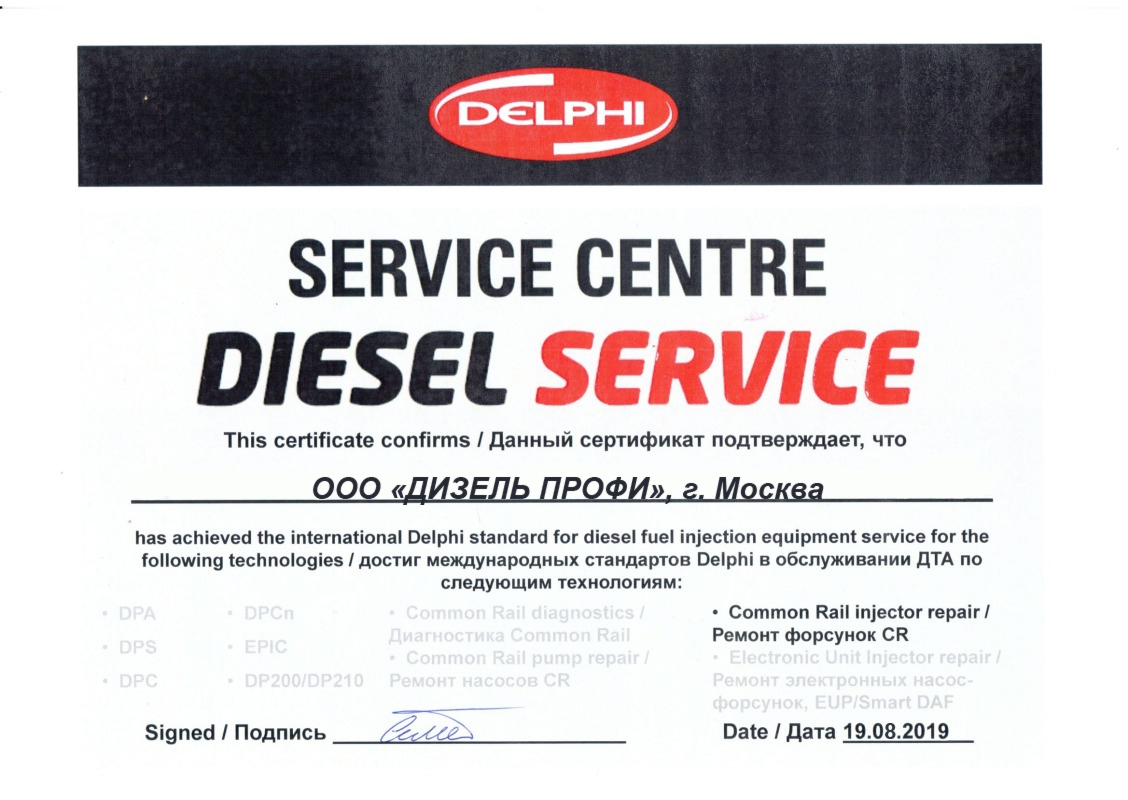 DELPHI
SERVICE CENTRE
DIESEL SERVICE
This certificate confirms / Данный сертификат подтверждает, что
ООО «ДИЗЕЛЬ ПРОФИ», г. Москва
has achieved the international Delphi standard for diesel fuel injection equipment service for the
following technologies / достиг международных стандартов Delphi в обслуживании ДТА по
следующим технологиям:
• DPA
• DPS
• DPC
• DPCn
• EPIC
• DP200/DP210
• Common Rail diagnostics /
Диагностика Common Rail
• Common Rail pump repair /
Ремонт насосов CR
• Common Rail injector repair /
Ремонт форсунок CR
• Electronic Unit Injector repair /
Ремонт электронных насос-
форсунок, EUP/Smart DAF
Signed / Подпись
Date / Дата 19.08.2019